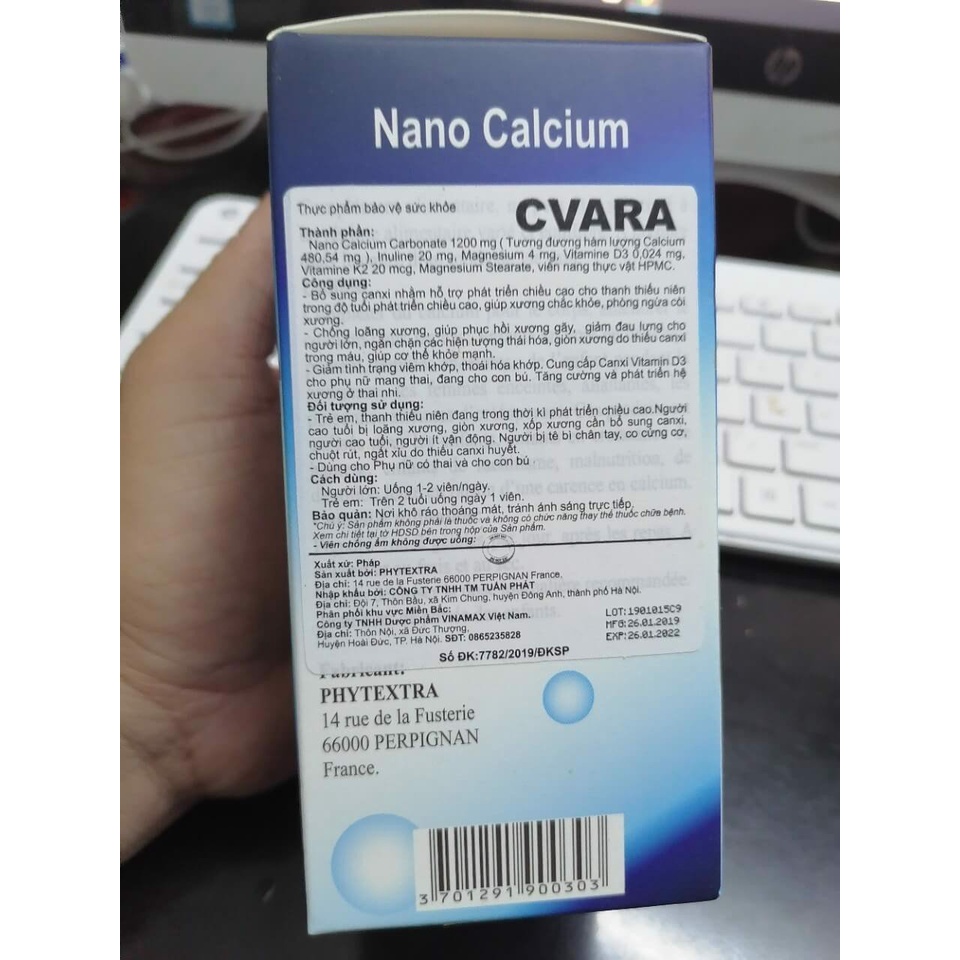 Nano Calcium
Thực phẩm bảo vệ sức khỏe
CVARA
Thành phần:
Nano Calcium Carbonate 1200 mg ( Tương đương hàm lượng Calcium
480,54 mg ), Inuline 20 mg, Magnesium 4 mg, Vitamine D3 0,024 mg,
Vitamine K2 20 mcg, Magnesium Stearate, viên nang thực vật HPMC.
Công dụng:
- Bổ sung canxi nhằm hỗ trợ phát triển chiều cao cho thanh thiếu niên
trong độ tuổi phát triển chiều cao, giúp xương chắc khỏe, phòng ngừa còi
xương.
- Chống loãng xương, giúp phục hồi xương gãy, giảm đau lưng cho
người lớn, ngăn chặn các hiện tượng thái hóa, giòn xương do thiếu canxi
trong máu, giúp cơ thể khỏe mạnh.
- Giảm tình trạng viêm khớp, thoái hóa khớp. Cung cấp Canxi Vitamin D3
cho phụ nữ mang thai, đang cho con bú. Tăng cường và phát triển hệ
xương ở thai nhi.
Đối tượng sử dụng:
- Trẻ em, thanh thiếu niên đang trong thời kì phát triển chiều cao.Người
cao tuổi bị loãng xương, giòn xương, xốp xương cần bổ sung canxi,
người cao tuổi, người ít vận động. Người bị tê bì chân tay, co cứng cơ,
chuột rút, ngất xỉu do thiếu canxi huyết.
- Dùng cho Phụ nữ có thai và cho con bú
Cách dùng:
Người lớn: Uống 1-2 viên/ngày.
Trẻ em: Trên 2 tuổi uống ngày 1 viên.
Bảo quản: Nơi khô ráo thoáng mát, tránh ánh sáng trực tiếp.
*Chú ý: Sản phẩm không phải là thuốc và không có chức năng thay thế thuốc chữa bệnh.
Xem chi tiết tại tờ HDSD bên trong hộp của Sản phẩm.
- Viên chống ẩm không được uống:
Xuất xứ: Pháp
Sản xuất bởi: PHYTEXTRA
Địa chỉ: 14 rue de la Fusterie 66000 PERPIGNAN France,
Nhập khẩu bởi: CÔNG TY TNHH TM TUẤN PHÁT
Địa chỉ: Đội 7, Thôn Bầu, xã Kim Chung, huyện Đông Anh, thành phố Hà Nội.
Phân phối khu vực Miền Bắc:
Công ty TNHH Dược phẩm VINAMAX Việt Nam.
Địa chỉ: Thôn Nội, xã Đức Thượng,
Huyện Hoài Đức, TP. Hà Nội. SĐT: 0865235828
LOT:1901015C9
MFG:26.01.2019
EXP:26.01.2022
Số ĐK:7782/2019/ĐKSP
Fabricant:
PHYTEXTRA
14 rue de la Fusterie
66000 PERPIGNAN
France.
3 701291 900303
hp